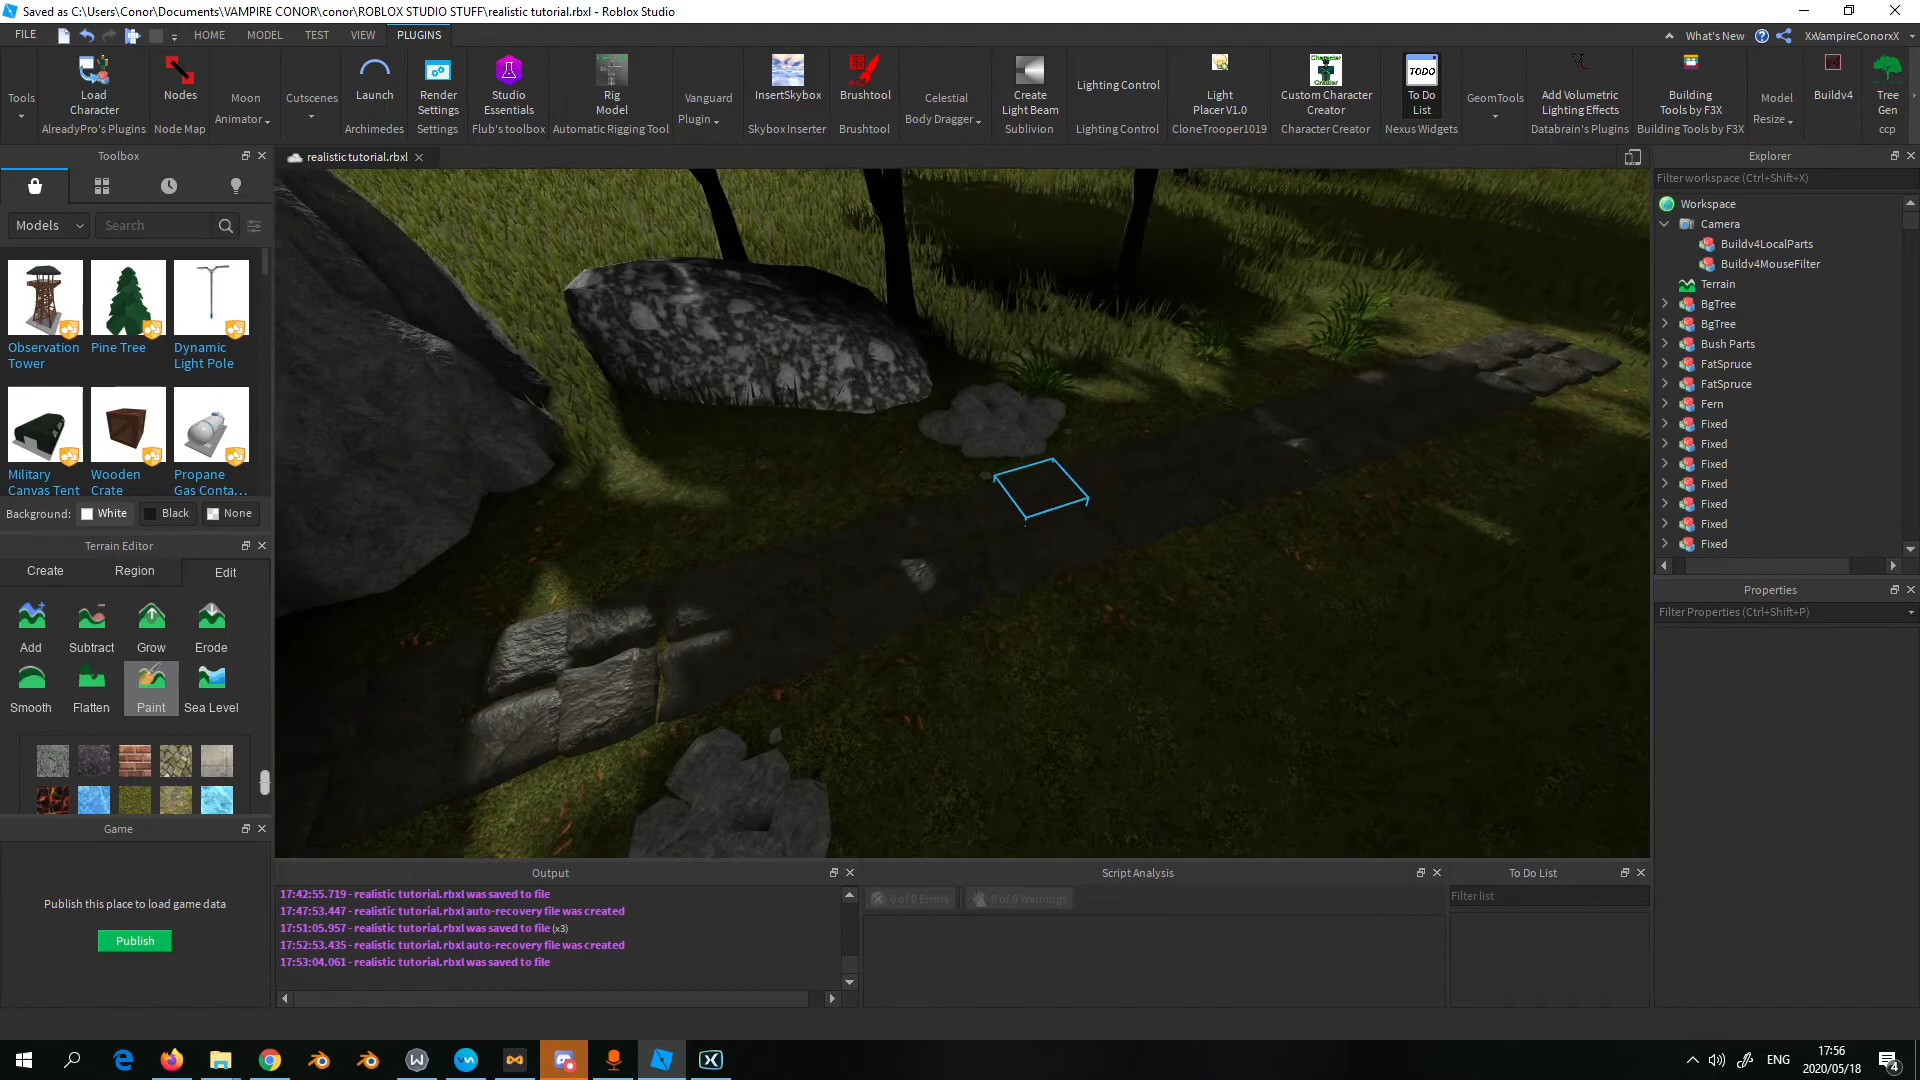 Saved as C:\Users\Conor\Documents\VAMPIRE CONOR\conor\ROBLOX STUDIO STUFF\realistic tutorial.rbxl - Roblox Studio
FILE HOME MODEL TEST VIEW PLUGINS What's New XxVampireConorxX
Tools
Load Character
AlreadyPro's Plugins
Nodes
Node Map
Moon Animator
Cutscenes
Launch
Archimedes
Render Settings
Settings
Studio Essentials
Flub's toolbox
Rig Model
Automatic Rigging Tool
Vanguard Plugin
InsertSkybox
Skybox Inserter
Brushtool
Brushtool
Celestial Body Dragger
Create Light Beam
Sublivion
Lighting Control
Lighting Control
Light Placer V1.0
CloneTrooper1019
Custom Character Creator
Character Creator
TODO
To Do List
Nexus Widgets
GeomTools
Add Volumetric Lighting Effects
Databrain's Plugins
Building Tools by F3X
Building Tools by F3X
Model Resize
Buildv4
Tree Gen
ccp
Toolbox
realistic tutorial.rbxl
Models
Search
Observation Tower
Pine Tree
Dynamic Light Pole
Military Canvas Tent
Wooden Crate
Propane Gas Conta...
Background: White Black None
Terrain Editor
Create Region Edit
Add Subtract Grow Erode
Smooth Flatten Paint Sea Level
Game
Publish this place to load game data
Publish
Output
17:42:55.719 - realistic tutorial.rbxl was saved to file
17:47:53.447 - realistic tutorial.rbxl auto-recovery file was created
17:51:05.957 - realistic tutorial.rbxl was saved to file (x3)
17:52:53.435 - realistic tutorial.rbxl auto-recovery file was created
17:53:04.061 - realistic tutorial.rbxl was saved to file
Script Analysis
0 of 0 Errors 0 of 0 Warnings
To Do List
Filter list
Explorer
Filter workspace (Ctrl+Shift+X)
Workspace
Camera
Buildv4LocalParts
Buildv4MouseFilter
Terrain
BgTree
BgTree
Bush Parts
FatSpruce
FatSpruce
Fern
Fixed
Fixed
Fixed
Fixed
Fixed
Fixed
Fixed
Properties
Filter Properties (Ctrl+Shift+P)
ENG
17:56
2020/05/18
4